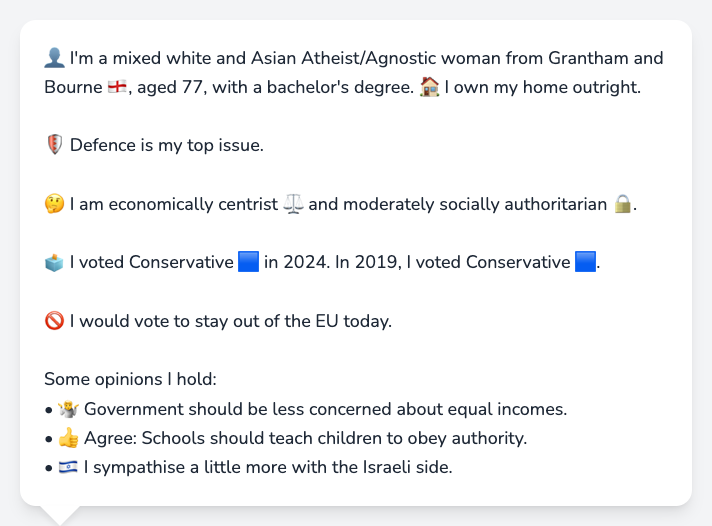 👤 I'm a mixed white and Asian Atheist/Agnostic woman from Grantham and
Bourne 🏴󠁧󠁢󠁥󠁮󠁧󠁿, aged 77, with a bachelor's degree. 🏠 I own my home outright.
🛡️ Defence is my top issue.
🤔 I am economically centrist ⚖️ and moderately socially authoritarian 🔒.
🗳️ I voted Conservative 🟦 in 2024. In 2019, I voted Conservative 🟦.
🚫 I would vote to stay out of the EU today.
Some opinions I hold:
• 🤷 Government should be less concerned about equal incomes.
• 👍 Agree: Schools should teach children to obey authority.
• 🇮🇱 I sympathise a little more with the Israeli side.